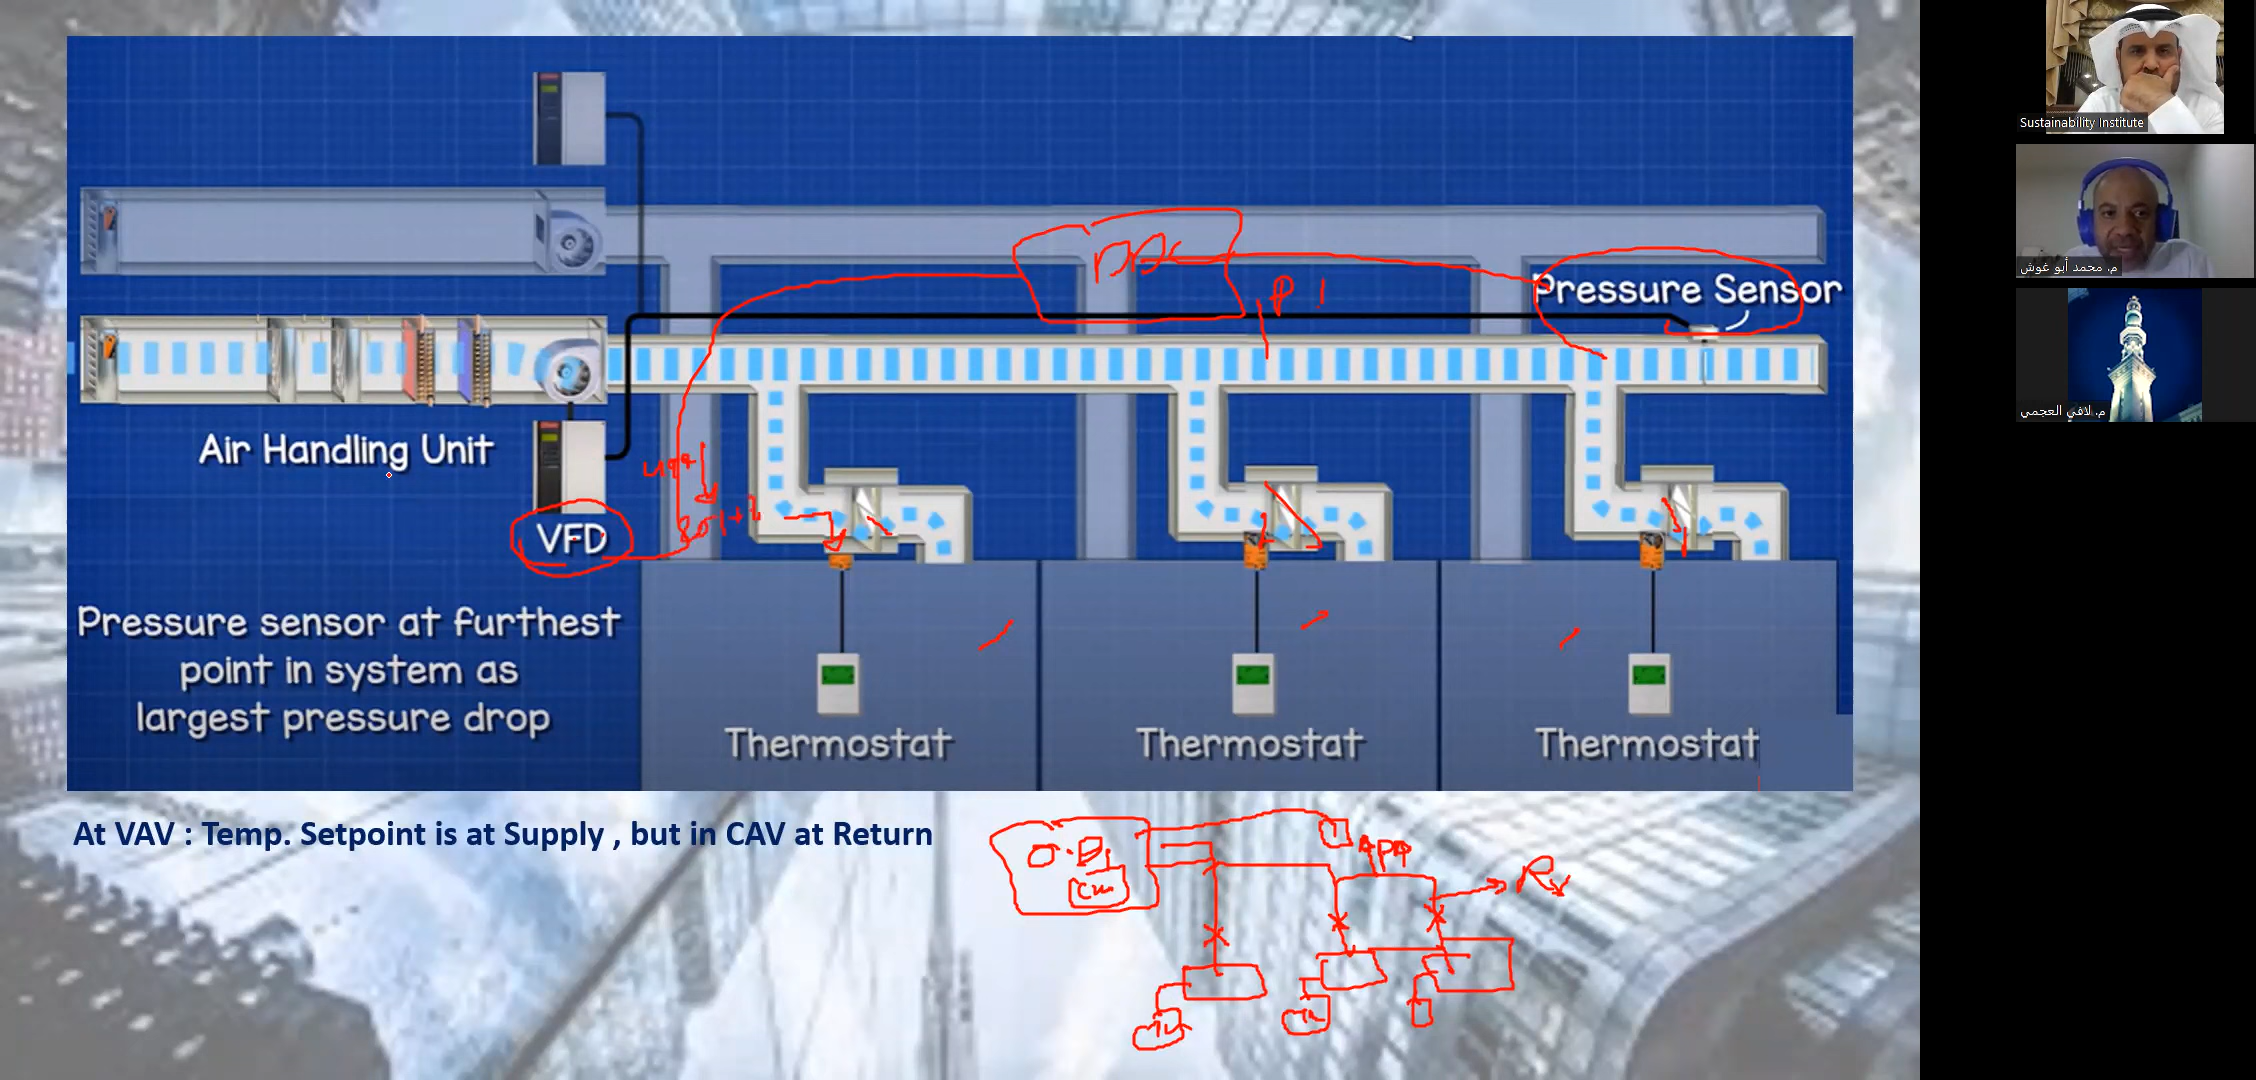 Pressure Sensor
Air Handling Unit
VFD
Pressure sensor at furthest
point in system as
largest pressure drop
Thermostat
Thermostat
Thermostat
At VAV : Temp. Setpoint is at Supply , but in CAV at Return
Sustainability Institute
م. محمد أبو غوش
م. لافي العجمي